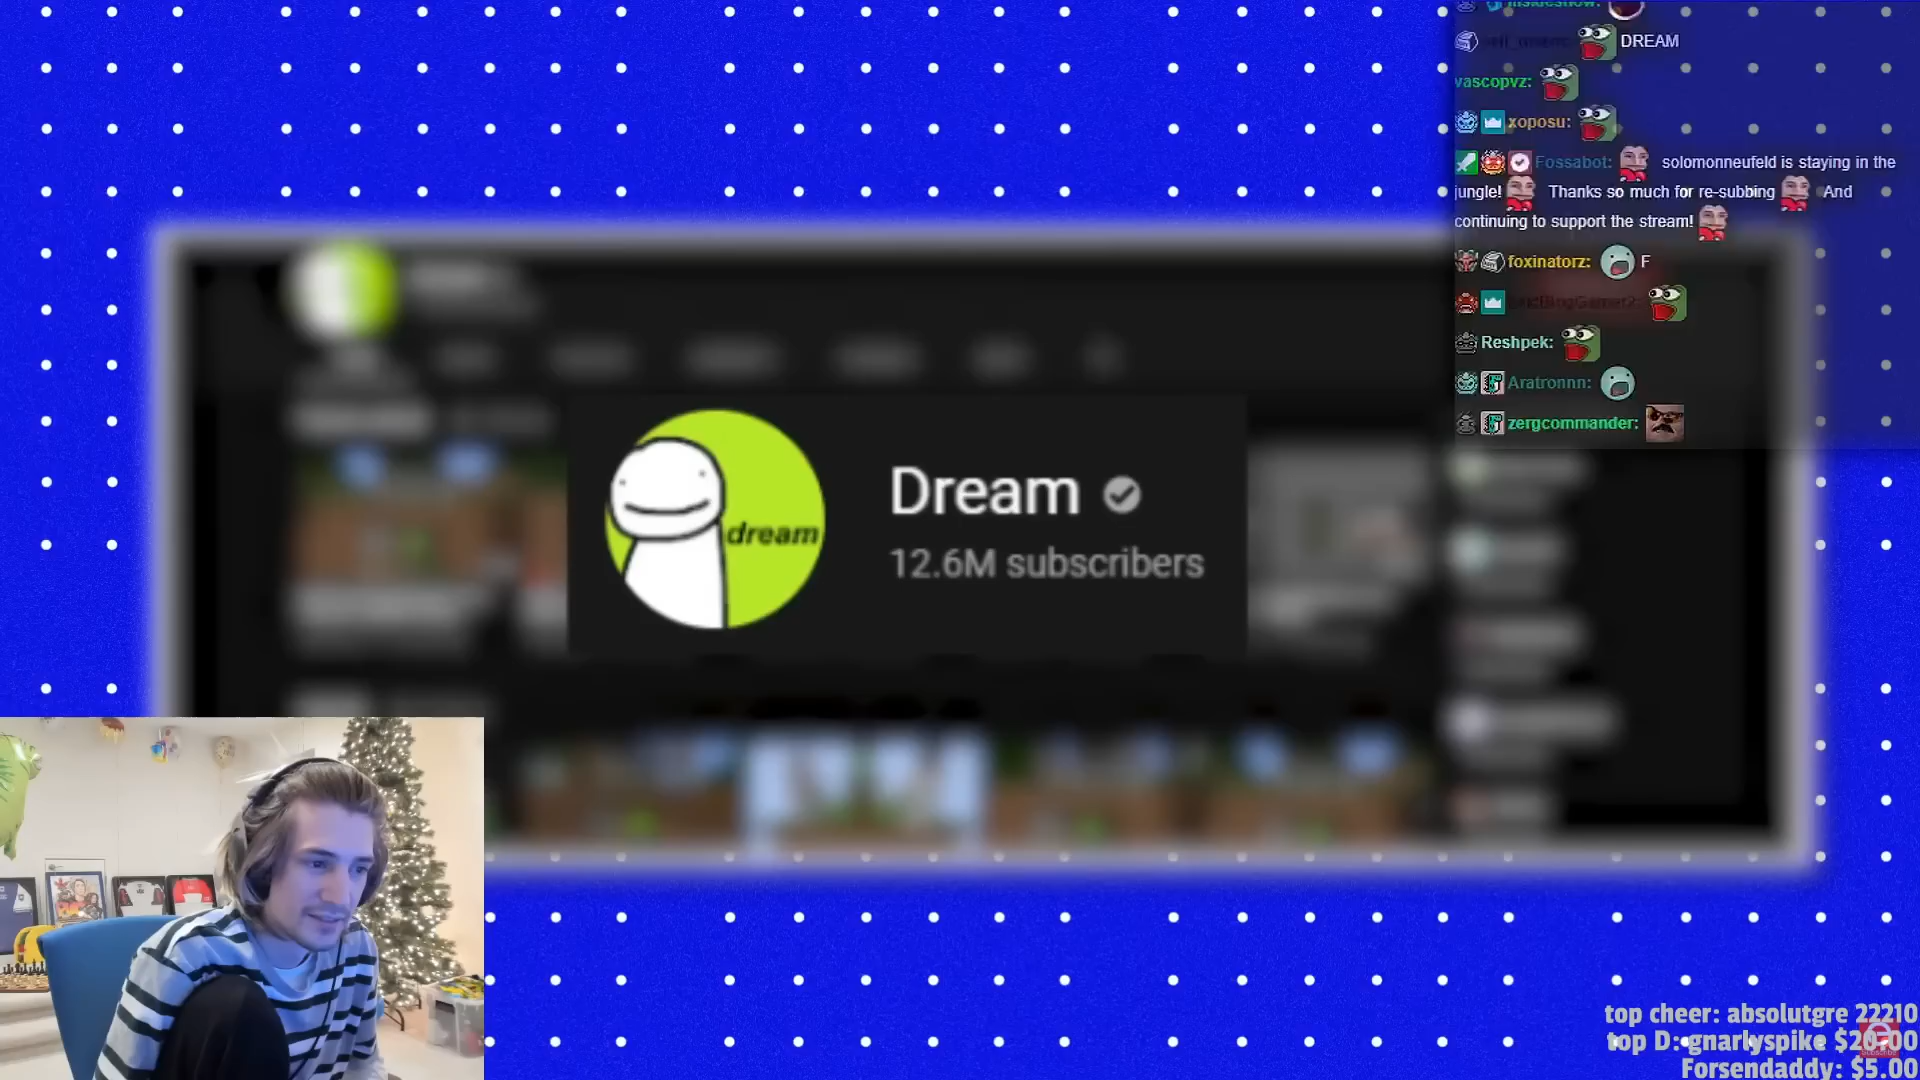 DREAM
vascopvz:
xoposu:
Fossabot: solomonneufeld is staying in the
jungle! Thanks so much for re-subbing And
continuing to support the stream!
foxinatorz: F
Reshpek:
Aratronnn:
zergcommander:
Dream
12.6M subscribers
dream
top cheer: absolutgre 22210
top D: gnarlyspike $20.00
Forsendaddy: $5.00